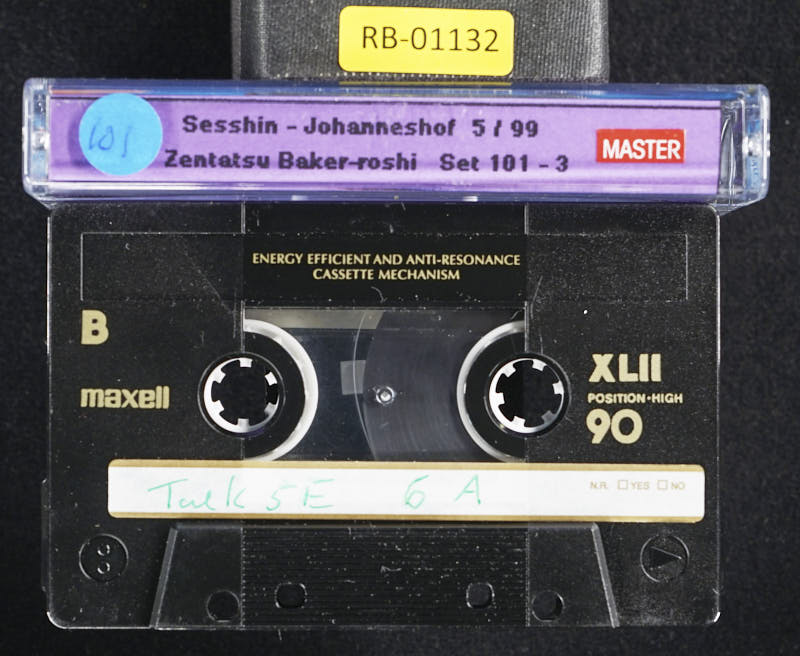 RB-01132
101
Sesshin - Johanneshof 5 / 99
Zentatsu Baker-roshi Set 101 - 3
MASTER
ENERGY EFFICIENT AND ANTI-RESONANCE
CASSETTE MECHANISM
B
maxell
XLII
POSITION·HIGH
90
Talk 5E 6 A
N.R. ☐YES ☐NO